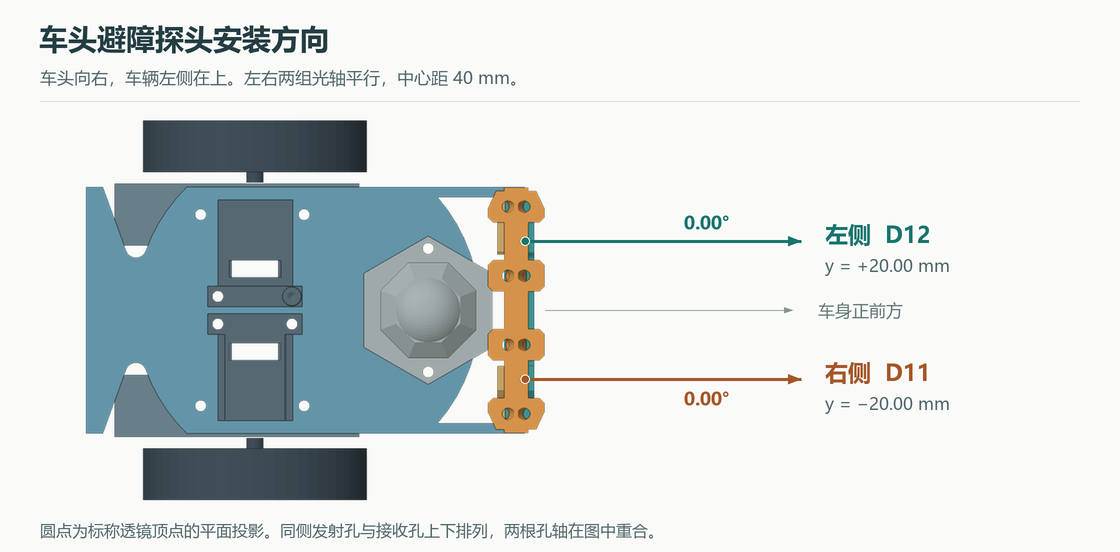 车头避障探头安装方向
车头向右，车辆左侧在上。左右两组光轴平行，中心距 40 mm。
0.00°
左侧 D12
y = +20.00 mm
车身正前方
右侧 D11
0.00°
y = −20.00 mm
圆点为标称透镜顶点的平面投影。同侧发射孔与接收孔上下排列，两根孔轴在图中重合。